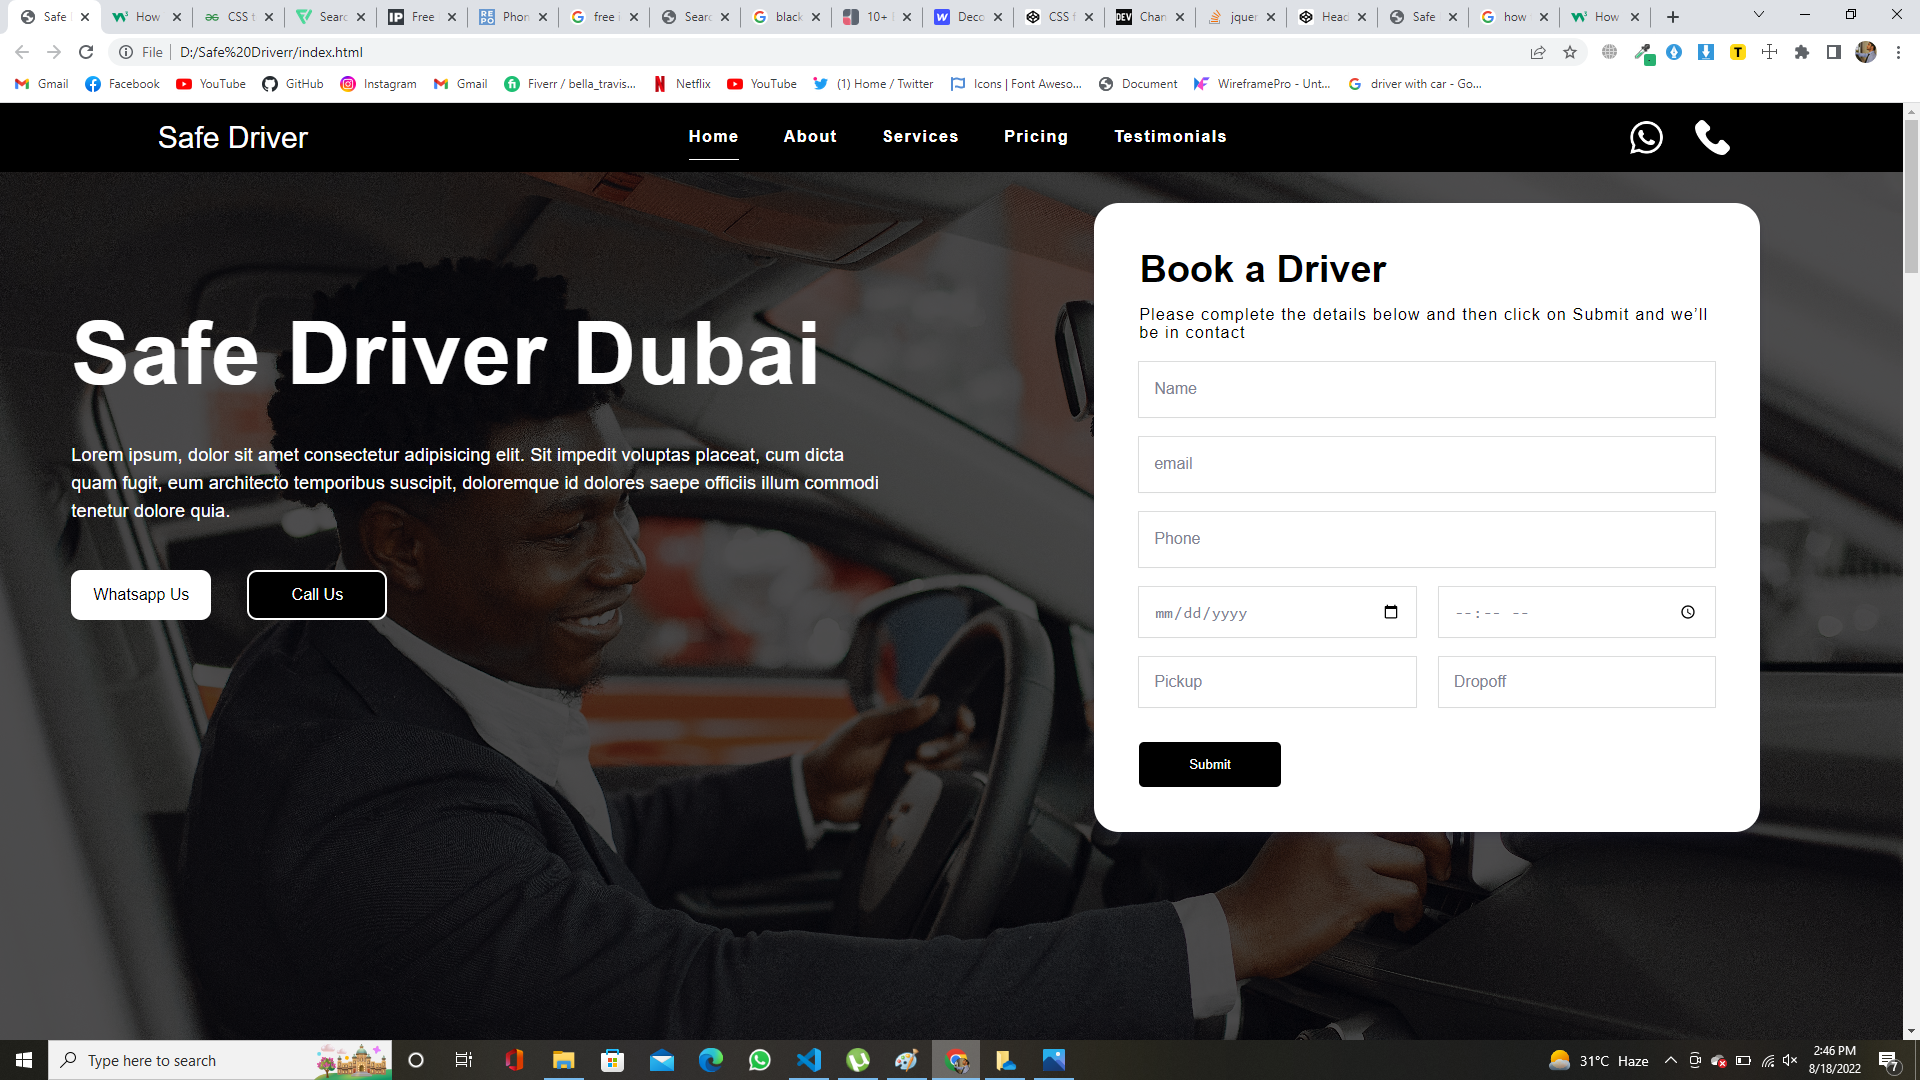 Safe
How
CSS t
Searc
Free
Phon
free i
Searc
black
10+
Deco
CSS f
Chan
jquer
Head
Safe
how
How
File
D:/Safe%20Driverr/index.html
Gmail
Facebook
YouTube
GitHub
Instagram
Gmail
Fiverr / bella_travis...
Netflix
YouTube
(1) Home / Twitter
Icons | Font Aweso...
Document
WireframePro - Unt...
driver with car - Go...
Safe Driver
Home
About
Services
Pricing
Testimonials
Safe Driver Dubai
Lorem ipsum, dolor sit amet consectetur adipisicing elit. Sit impedit voluptas placeat, cum dicta
quam fugit, eum architecto temporibus suscipit, doloremque id dolores saepe officiis illum commodi
tenetur dolore quia.
Whatsapp Us
Call Us
Book a Driver
Please complete the details below and then click on Submit and we’ll
be in contact
Name
email
Phone
mm/dd/yyyy
--:-- --
Pickup
Dropoff
Submit
Type here to search
31°C Haze
2:46 PM
8/18/2022
7